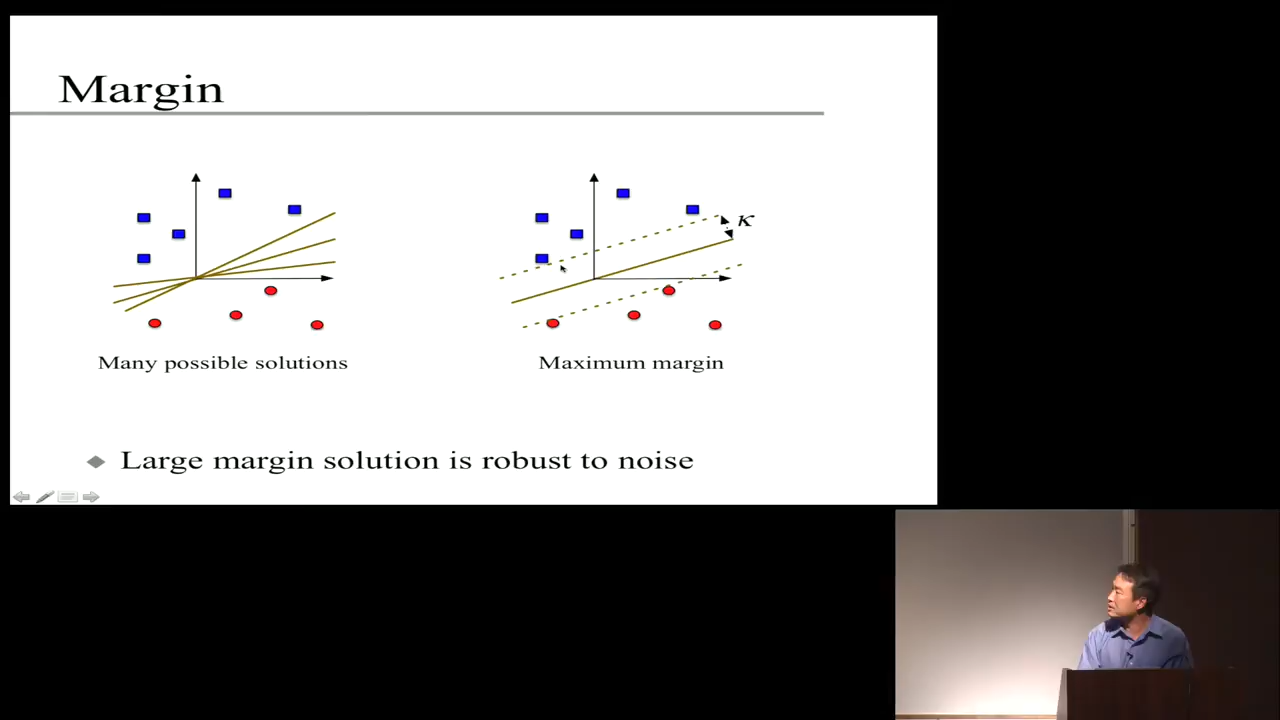 Margin
κ
Many possible solutions
Maximum margin
Large margin solution is robust to noise